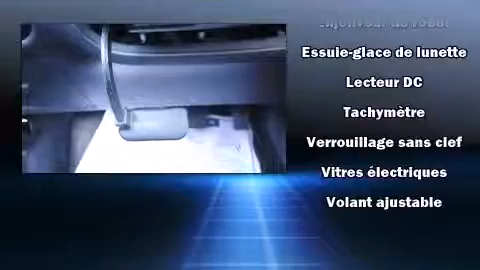 Essuie-glace de lunette
Lecteur DC
Tachymètre
Verrouillage sans clef
Vitres électriques
Volant ajustable